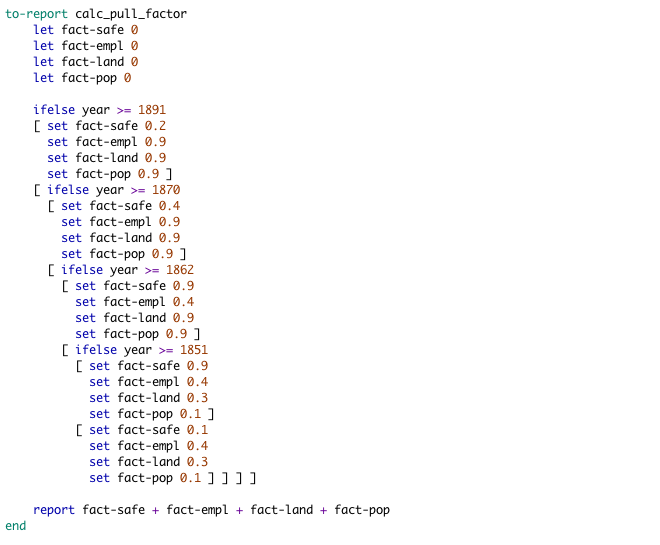 to-report calc_pull_factor
    let fact-safe 0
    let fact-empl 0
    let fact-land 0
    let fact-pop 0

    ifelse year >= 1891
    [ set fact-safe 0.2
      set fact-empl 0.9
      set fact-land 0.9
      set fact-pop 0.9 ]
    [ ifelse year >= 1870
      [ set fact-safe 0.4
        set fact-empl 0.9
        set fact-land 0.9
        set fact-pop 0.9 ]
      [ ifelse year >= 1862
        [ set fact-safe 0.9
          set fact-empl 0.4
          set fact-land 0.9
          set fact-pop 0.9 ]
        [ ifelse year >= 1851
          [ set fact-safe 0.9
            set fact-empl 0.4
            set fact-land 0.3
            set fact-pop 0.1 ]
          [ set fact-safe 0.1
            set fact-empl 0.4
            set fact-land 0.3
            set fact-pop 0.1 ] ] ] ]

    report fact-safe + fact-empl + fact-land + fact-pop
end